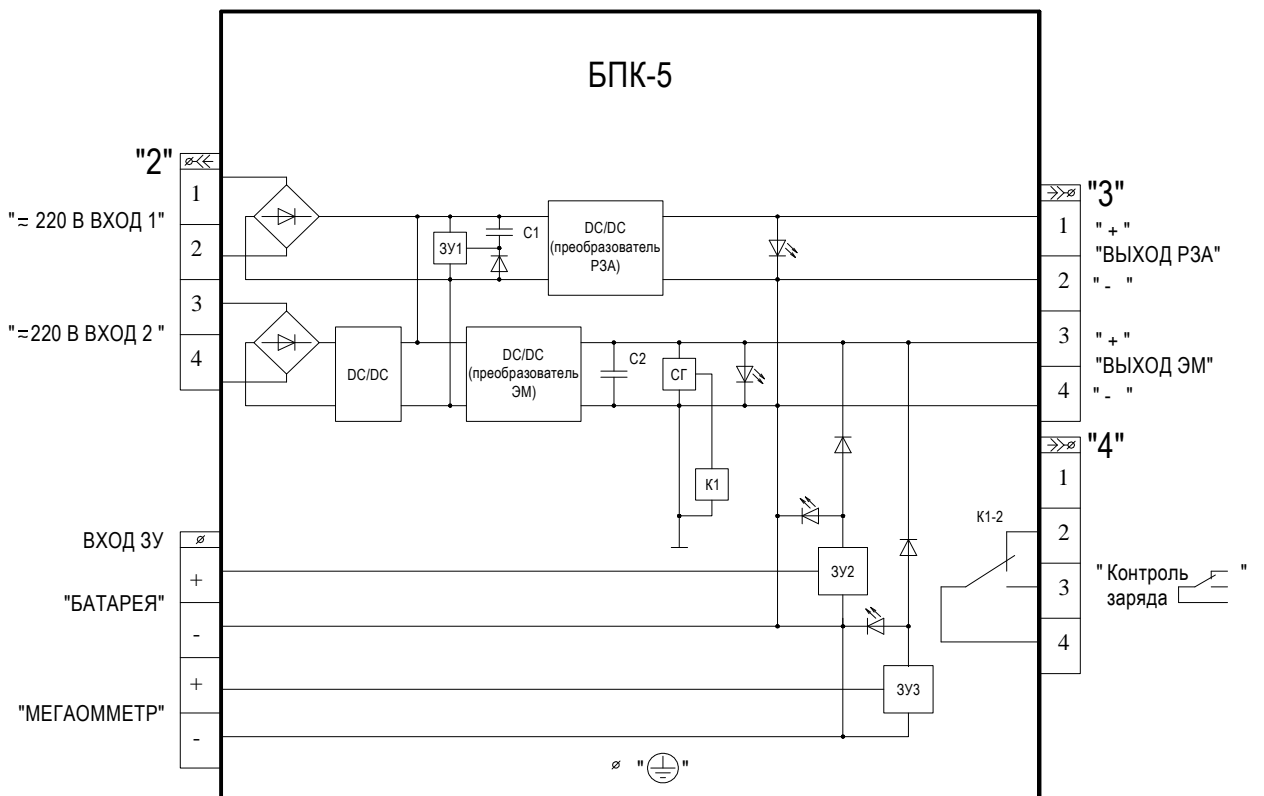 БПК-5
"2"
1
"≂ 220 В ВХОД 1"
2
3
"≂220 В ВХОД 2 "
4
ЗУ1
C1
DC/DC
(преобразователь
РЗА)
DC/DC
DC/DC
(преобразователь
ЭМ)
C2
СГ
К1
"3"
1
" + "
"ВЫХОД РЗА"
2
" - "
3
" + "
"ВЫХОД ЭМ"
4
" - "
"4"
1
К1-2
2
3
" Контроль
заряда
"
4
ВХОД ЗУ
+
"БАТАРЕЯ"
-
+
"МЕГАОММЕТР"
-
ЗУ2
ЗУ3
" "